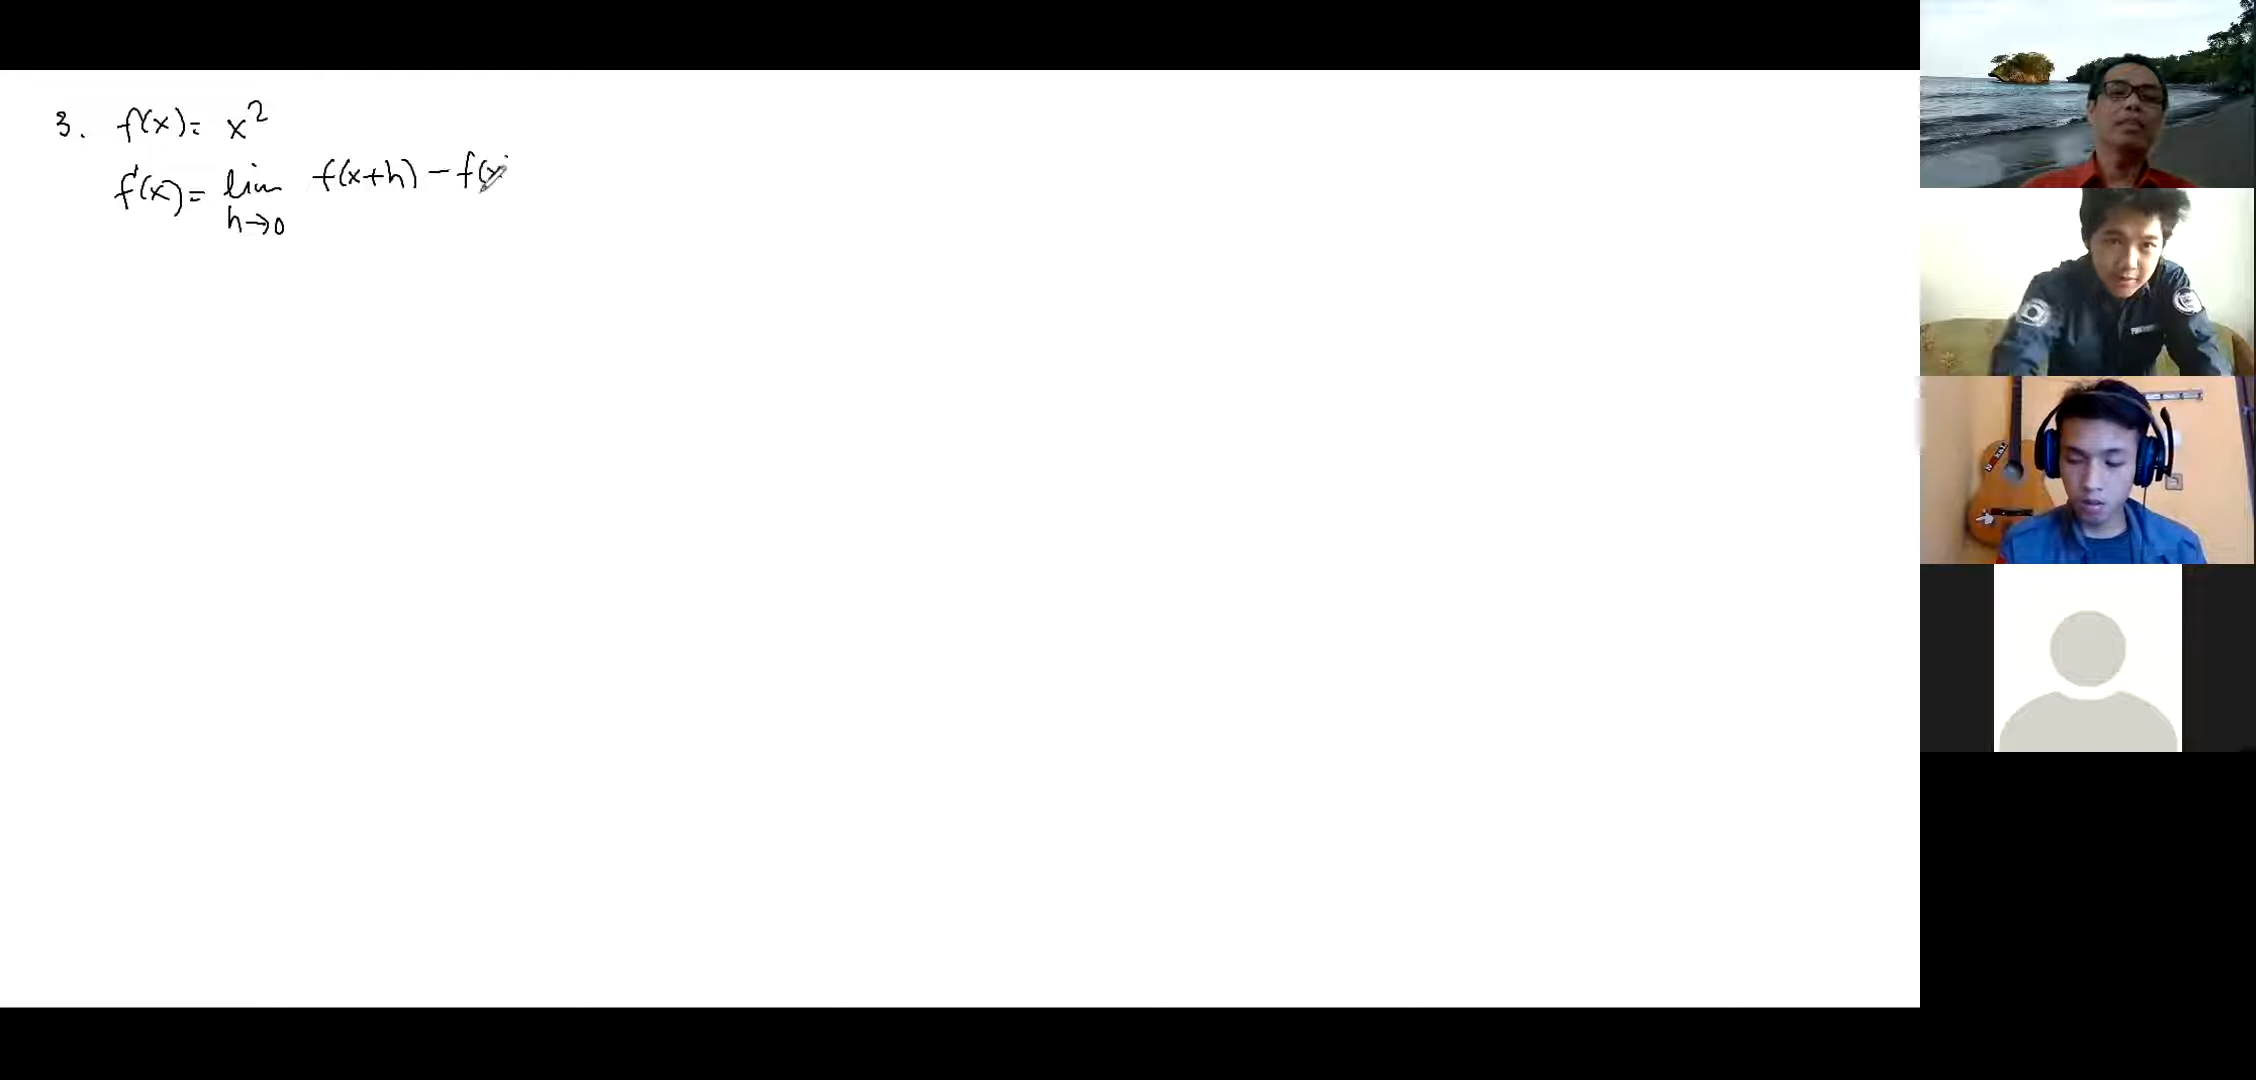 3. f(x) = x²
f'(x) = lim f(x+h) - f(x
h→0